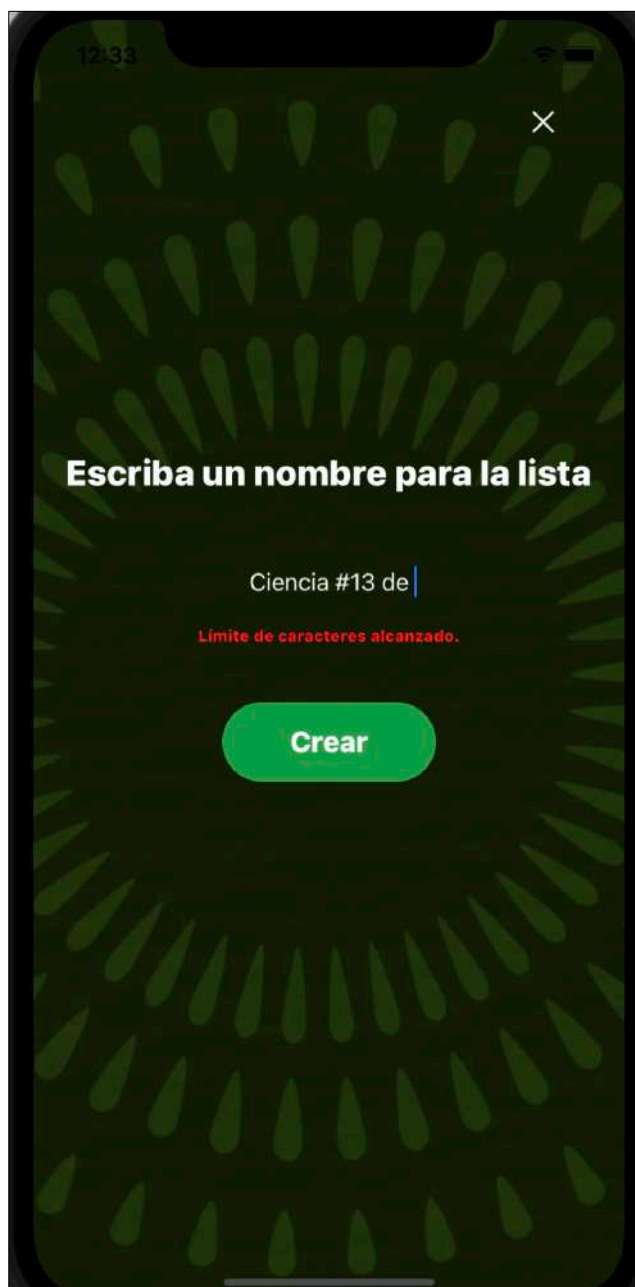 12:33
Escriba un nombre para la lista
Ciencia #13 de
Límite de caracteres alcanzado.
Crear